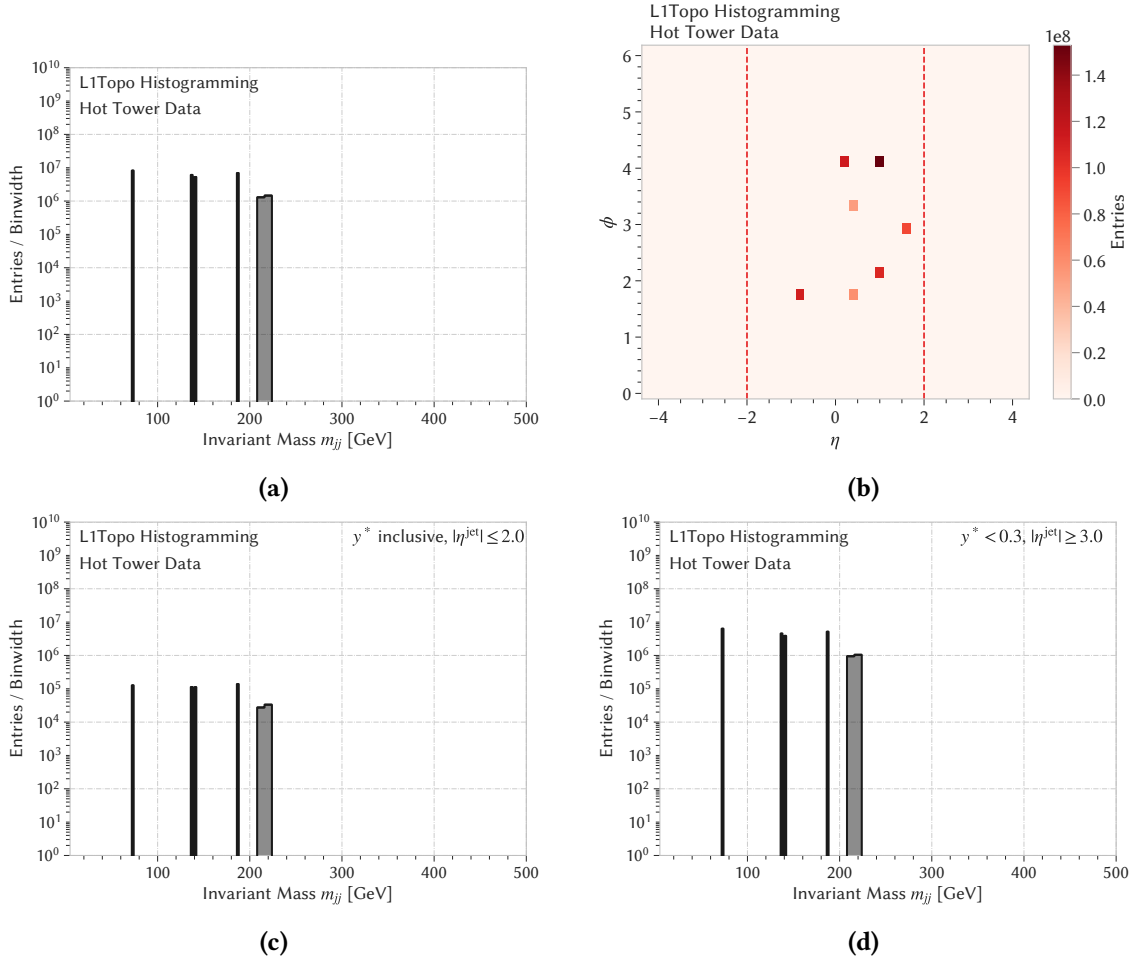 L1Topo Histogramming
Hot Tower Data
10^10
10^9
10^8
10^7
10^6
10^5
10^4
10^3
10^2
10^1
10^0
Entries / Binwidth
100 200 300 400 500
Invariant Mass m_jj [GeV]
(a)
L1Topo Histogramming
Hot Tower Data
1e8
6
5
4
3
2
1
0
ϕ
−4 −2 0 2 4
η
1.4
1.2
1.0
0.8
0.6
0.4
0.2
0.0
Entries
(b)
L1Topo Histogramming
Hot Tower Data
y* inclusive, |η^jet| ≤ 2.0
10^10
10^9
10^8
10^7
10^6
10^5
10^4
10^3
10^2
10^1
10^0
Entries / Binwidth
100 200 300 400 500
Invariant Mass m_jj [GeV]
(c)
L1Topo Histogramming
Hot Tower Data
y* < 0.3, |η^jet| ≥ 3.0
10^10
10^9
10^8
10^7
10^6
10^5
10^4
10^3
10^2
10^1
10^0
Entries / Binwidth
100 200 300 400 500
Invariant Mass m_jj [GeV]
(d)